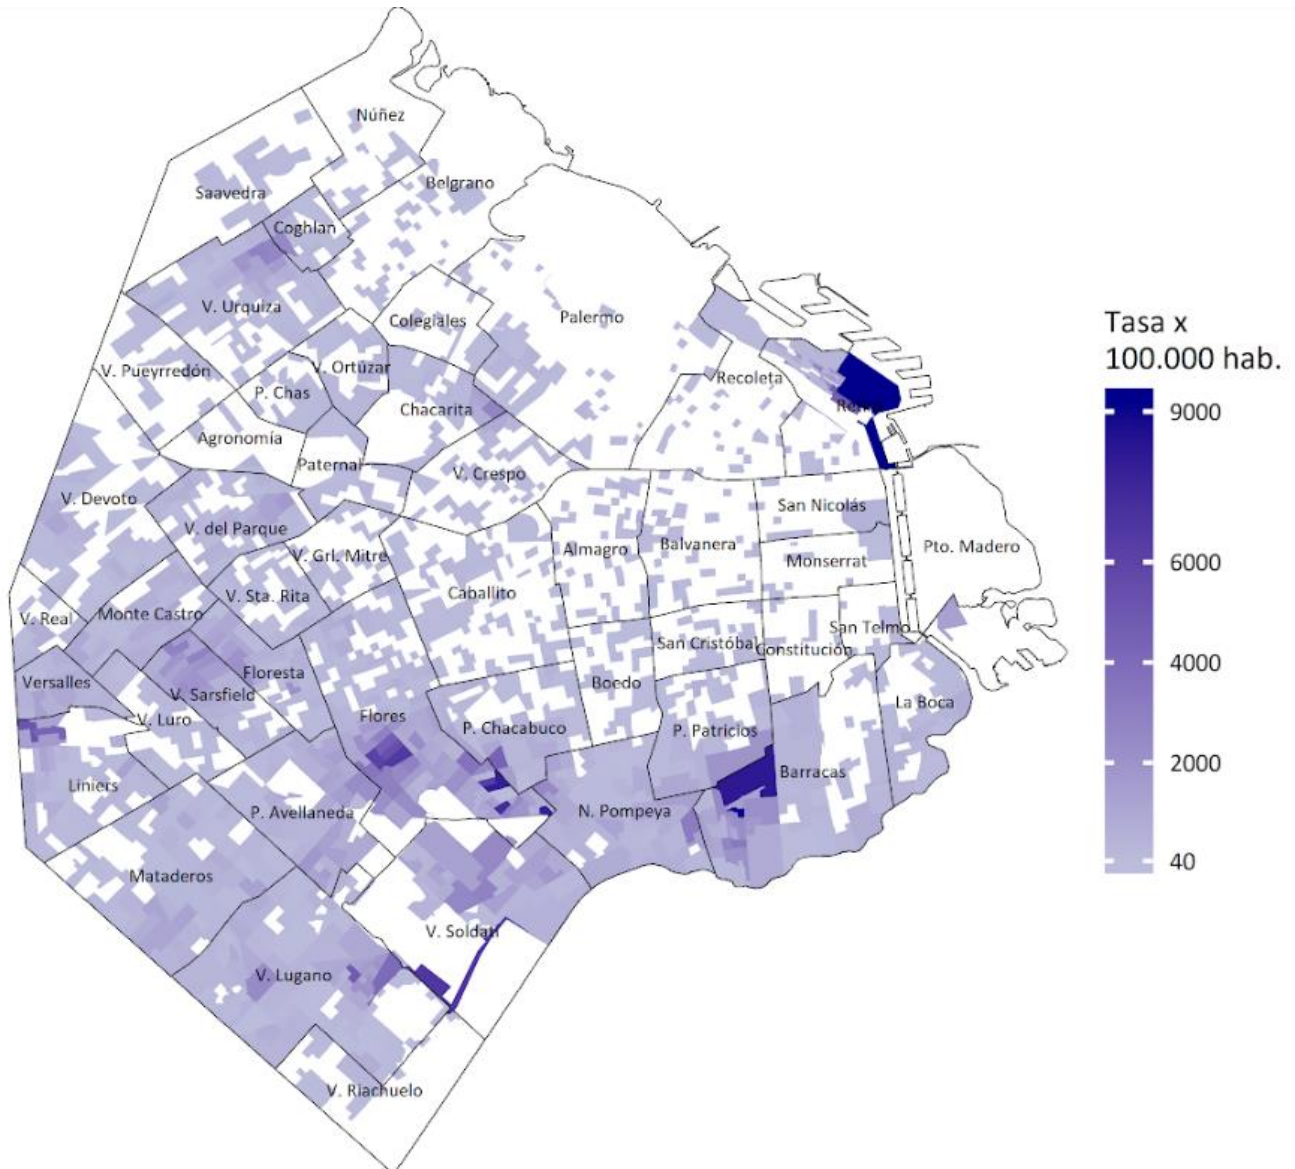 Núñez
Belgrano
Saavedra
Coghlan
V. Urquiza
Colegiales
Palermo
Tasa x
100.000 hab.
V. Pueyrredón
V. Ortúzar
Recoleta
P. Chas
Chacarita
Retiro
9000
Agronomía
Paternal
V. Crespo
V. Devoto
San Nicolás
V. del Parque
Almagro
Balvanera
Pto. Madero
V. Grl. Mitre
Monserrat
6000
Caballito
V. Sta. Rita
V. Real
Monte Castro
San Telmo
San Cristóbal
Constitución
4000
Floresta
Versalles
Boedo
V. Sarsfield
La Boca
V. Luro
Flores
P. Chacabuco
P. Patricios
2000
Barracas
Liniers
P. Avellaneda
N. Pompeya
40
Mataderos
V. Soldati
V. Lugano
V. Riachuelo